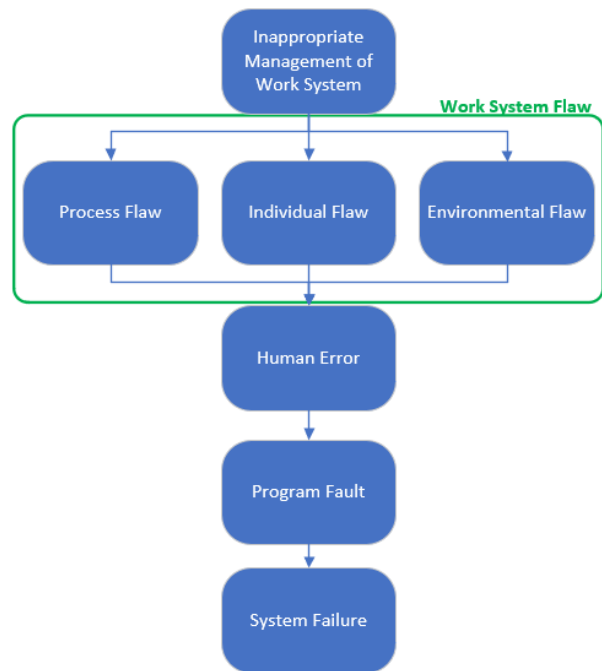 Inappropriate
Management of
Work System
Work System Flaw
Process Flaw
Individual Flaw
Environmental Flaw
Human Error
Program Fault
System Failure